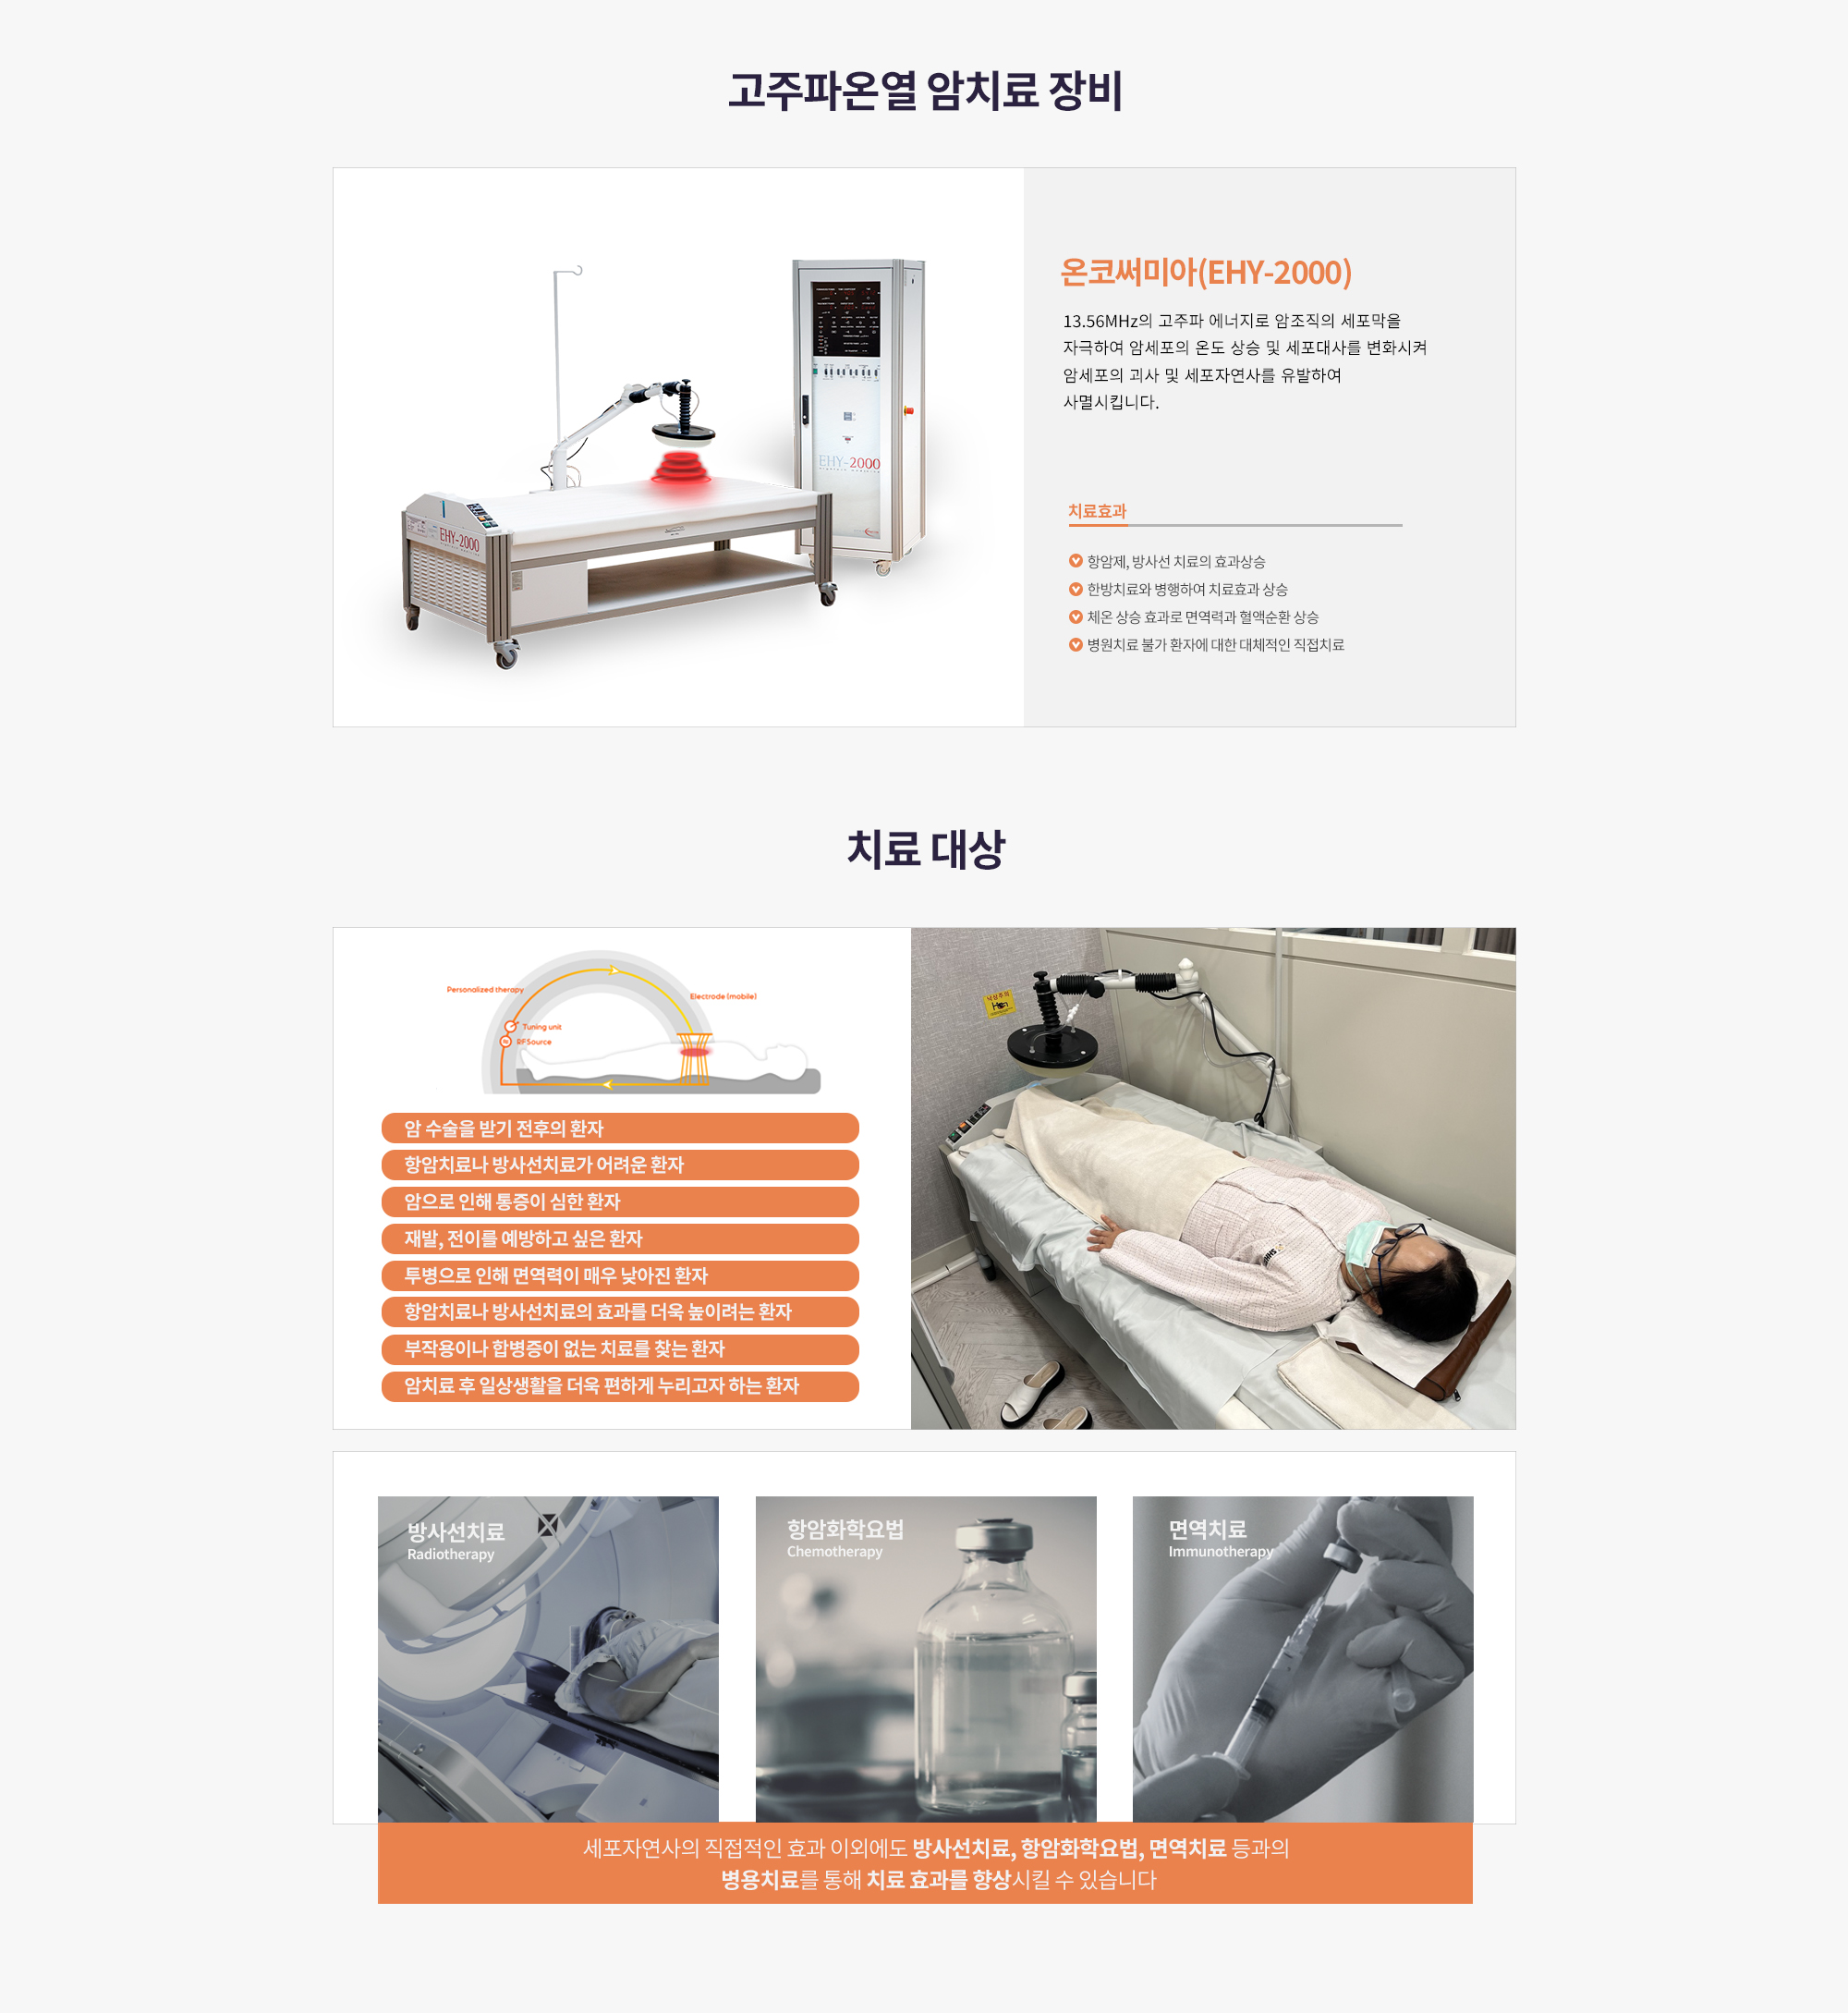 고주파온열 암치료 장비
EHY-2000
EHY-2000
온코써미아(EHY-2000)
13.56MHz의 고주파 에너지로 암조직의 세포막을
자극하여 암세포의 온도 상승 및 세포대사를 변화시켜
암세포의 괴사 및 세포자연사를 유발하여
사멸시킵니다.
치료효과
항암제, 방사선 치료의 효과상승
한방치료와 병행하여 치료효과 상승
체온 상승 효과로 면역력과 혈액순환 상승
병원치료 불가 환자에 대한 대체적인 직접치료
치료 대상
Personalized therapy
Electrode (mobile)
Tuning unit
RF Source
암 수술을 받기 전후의 환자
항암치료나 방사선치료가 어려운 환자
암으로 인해 통증이 심한 환자
재발, 전이를 예방하고 싶은 환자
투병으로 인해 면역력이 매우 낮아진 환자
항암치료나 방사선치료의 효과를 더욱 높이려는 환자
부작용이나 합병증이 없는 치료를 찾는 환자
암치료 후 일상생활을 더욱 편하게 누리고자 하는 환자
낙상주의
방사선치료
Radiotherapy
항암화학요법
Chemotherapy
면역치료
Immunotherapy
세포자연사의 직접적인 효과 이외에도 방사선치료, 항암화학요법, 면역치료 등과의
병용치료를 통해 치료 효과를 향상시킬 수 있습니다